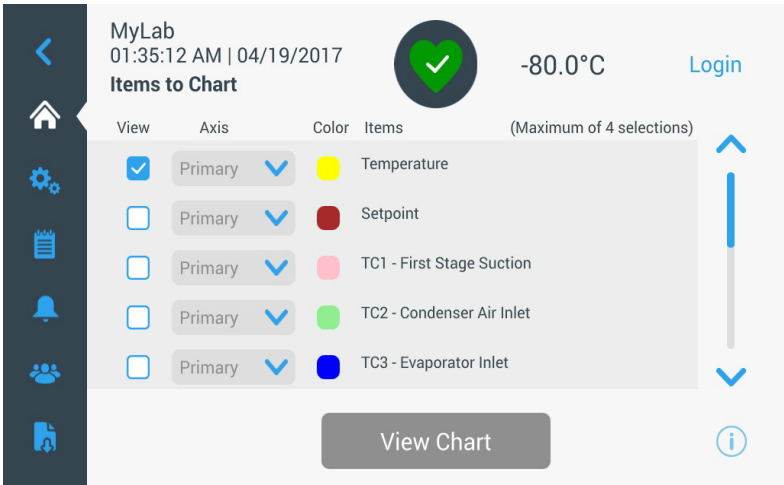 MyLab
01:35:12 AM | 04/19/2017
Items to Chart
-80.0°C
Login
View Axis Color Items (Maximum of 4 selections)
Primary Temperature
Primary Setpoint
Primary TC1 - First Stage Suction
Primary TC2 - Condenser Air Inlet
Primary TC3 - Evaporator Inlet
View Chart
i